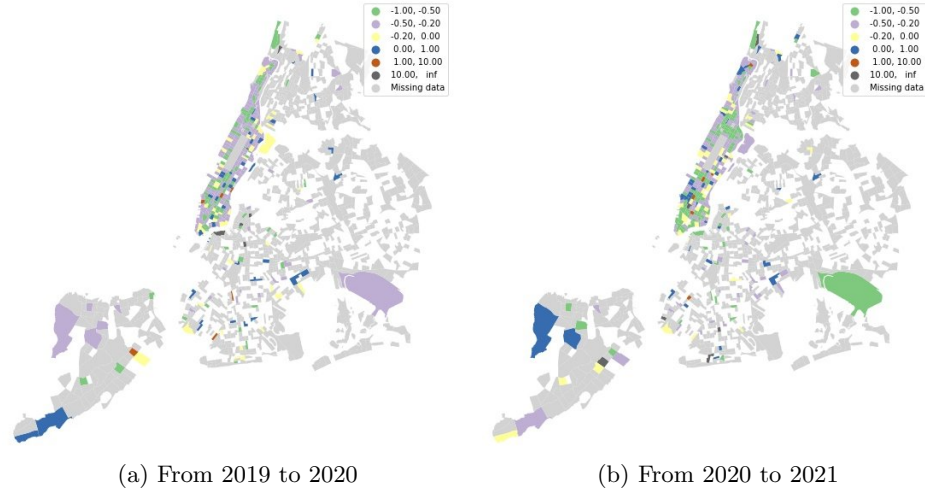 -1.00, -0.50
-0.50, -0.20
-0.20, 0.00
0.00, 1.00
1.00, 10.00
10.00, inf
Missing data
-1.00, -0.50
-0.50, -0.20
-0.20, 0.00
0.00, 1.00
1.00, 10.00
10.00, inf
Missing data
(a) From 2019 to 2020
(b) From 2020 to 2021